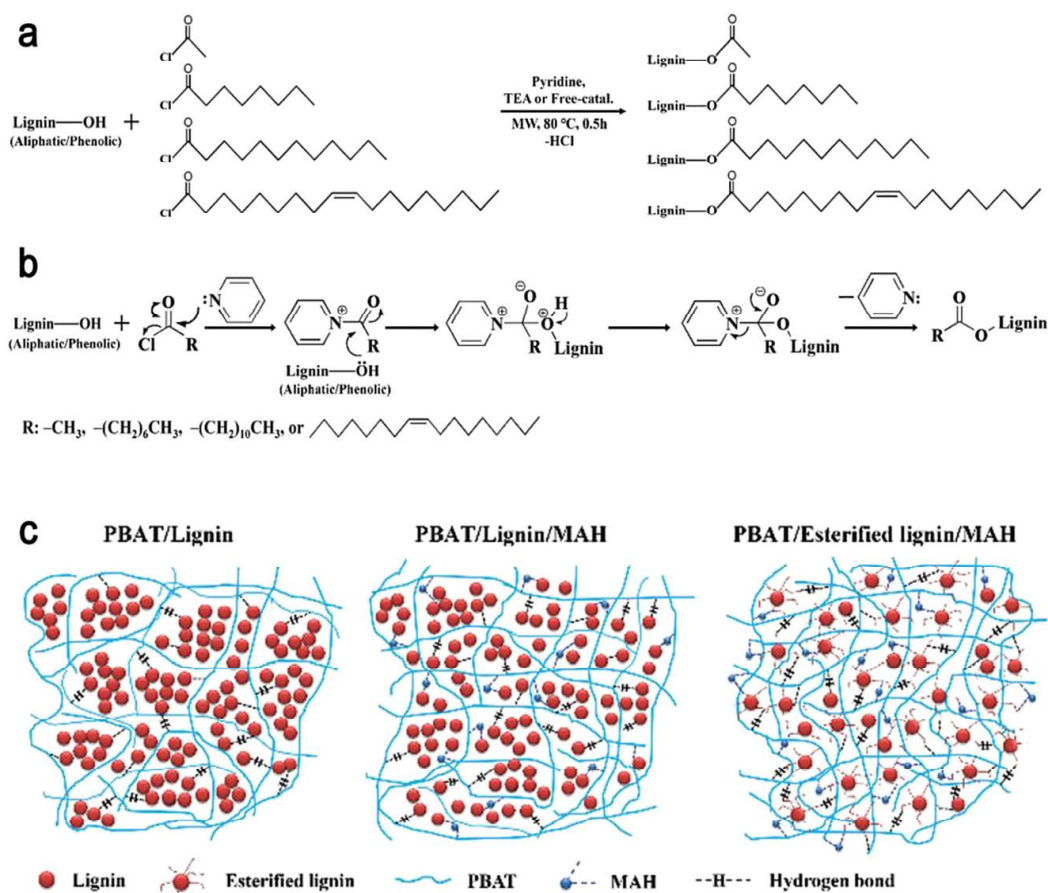 a
O
Cl
O
Cl
O
Cl
O
Cl
Lignin—OH +
(Aliphatic/Phenolic)
Pyridine,
TEA or Free-catal.
MW, 80 °C, 0.5h
-HCl
O
Lignin—O
O
Lignin—O
O
Lignin—O
O
Lignin—O
b
Lignin—OH +
(Aliphatic/Phenolic)
O
Cl R
:N
N⊕ O
R
Lignin—ÖH
(Aliphatic/Phenolic)
⊖
O H
N⊕ O⊕
R Lignin
⊖
O
N⊕ O
R Lignin
– N:
O
R O Lignin
R: –CH₃, –(CH₂)₆CH₃, –(CH₂)₁₀CH₃, or
c
PBAT/Lignin PBAT/Lignin/MAH PBAT/Esterified lignin/MAH
Lignin Esterified lignin PBAT MAH --H-- Hydrogen bond